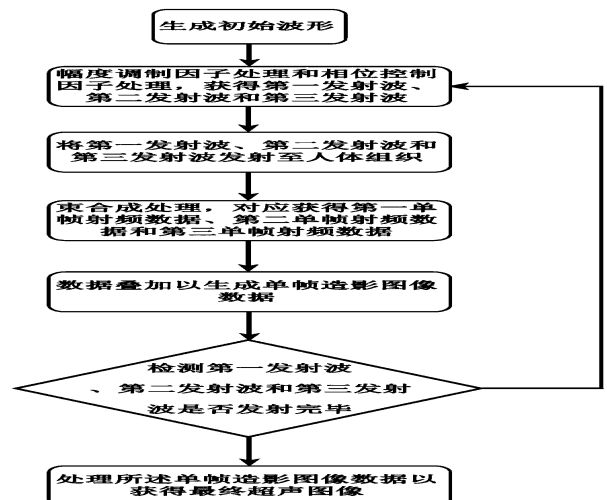 生成初始波形
幅度调制因子处理和相位控制
因子处理，获得第一发射波、
第二发射波和第三发射波
将第一发射波、第二发射波和
第三发射波发射至人体组织
束合成处理，对应获得第一单
帧射频数据、第二单帧射频数
据和第三单帧射频数据
数据叠加以生成单帧造影图像
数据
检测第一发射波
、第二发射波和第三发射
波是否发射完毕
处理所述单帧造影图像数据以
获得最终超声图像